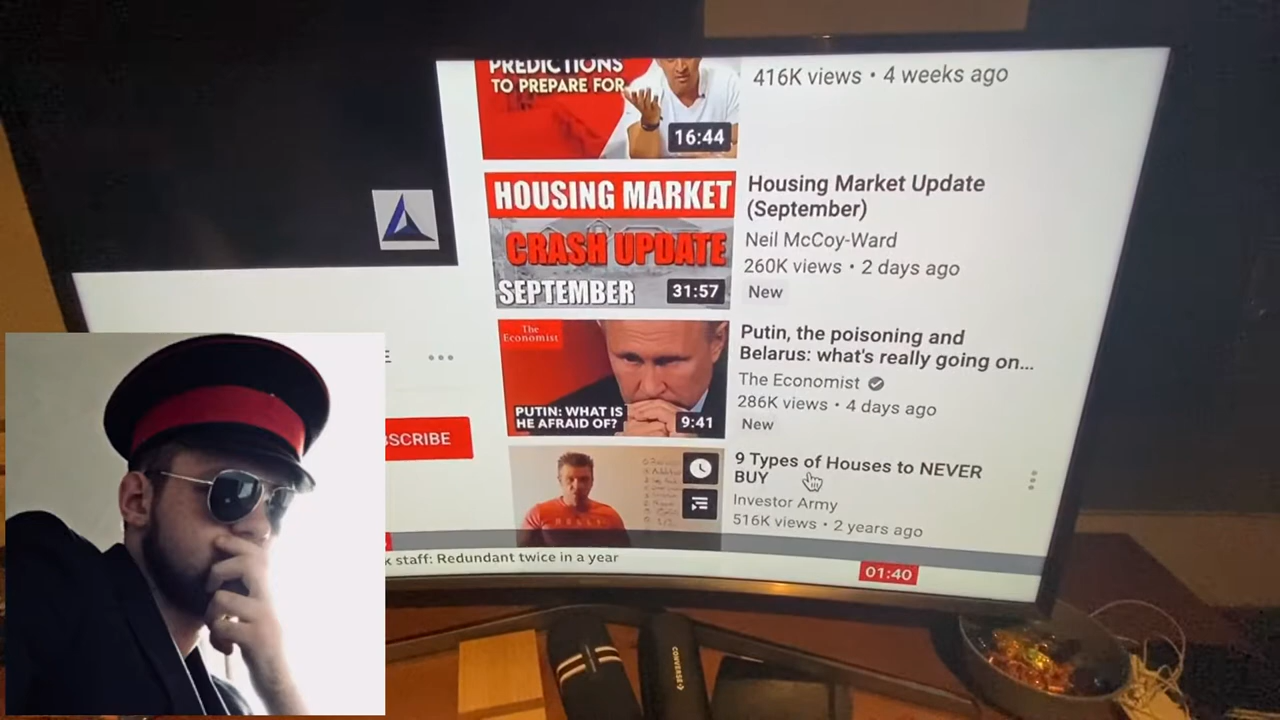 PREDICTIONS
TO PREPARE FOR
16:44
416K views • 4 weeks ago
HOUSING MARKET
CRASH UPDATE
SEPTEMBER
31:57
Housing Market Update
(September)
Neil McCoy-Ward
260K views • 2 days ago
New
The
Economist
PUTIN: WHAT IS
HE AFRAID OF?
9:41
Putin, the poisoning and
Belarus: what's really going on...
The Economist
286K views • 4 days ago
New
SCRIBE
9 Types of Houses to NEVER
BUY
Investor Army
516K views • 2 years ago
staff: Redundant twice in a year
01:40
CONVERSE